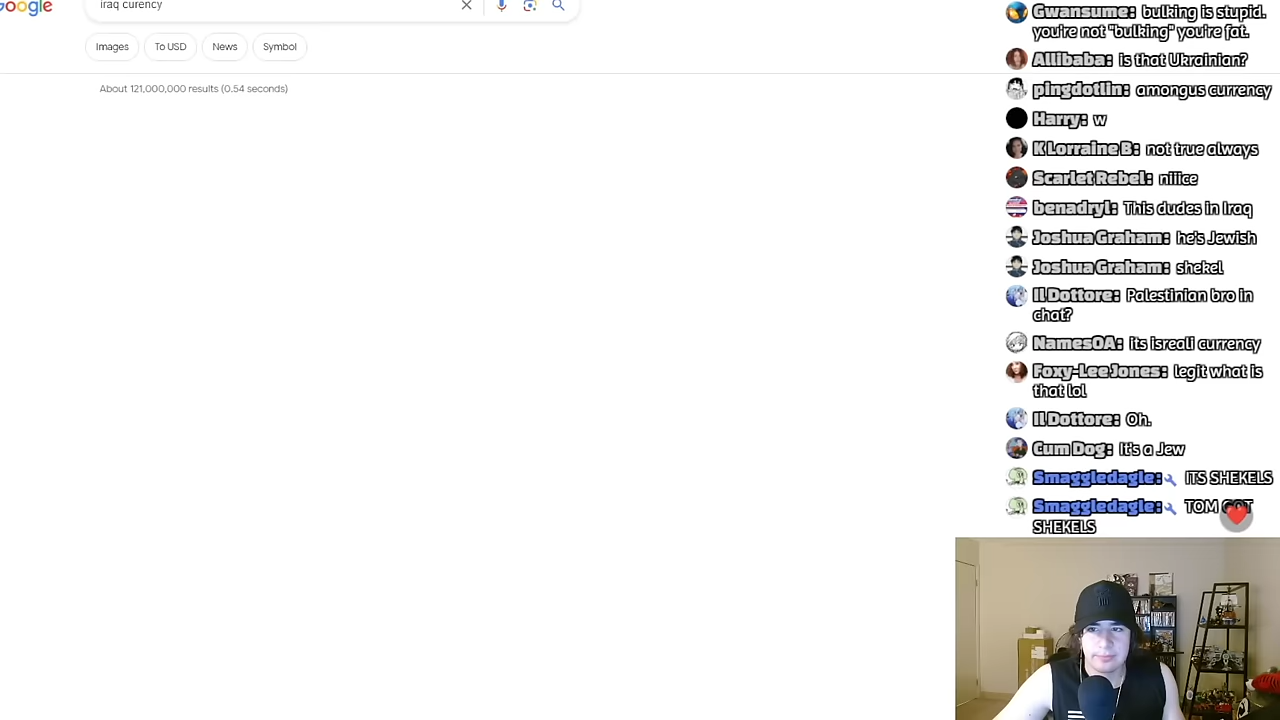 Google
iraq curency
Images To USD News Symbol
About 121,000,000 results (0.54 seconds)
Gwansume: bulking is stupid.
you're not "bulking" you're fat.
Allibaba: is that Ukrainian?
pingdotlin: amongus currency
Harry: w
K Lorraine B: not true always
Scarlet Rebel: niiice
benadryl: This dudes in Iraq
Joshua Graham: he's Jewish
Joshua Graham: shekel
Il Dottore: Palestinian bro in
chat?
NamesOA: its isreali currency
Foxy-Lee Jones: legit what is
that lol
Il Dottore: Oh.
Cum Dog: It's a Jew
Smaggledagle: ITS SHEKELS
Smaggledagle: TOM GOT
SHEKELS